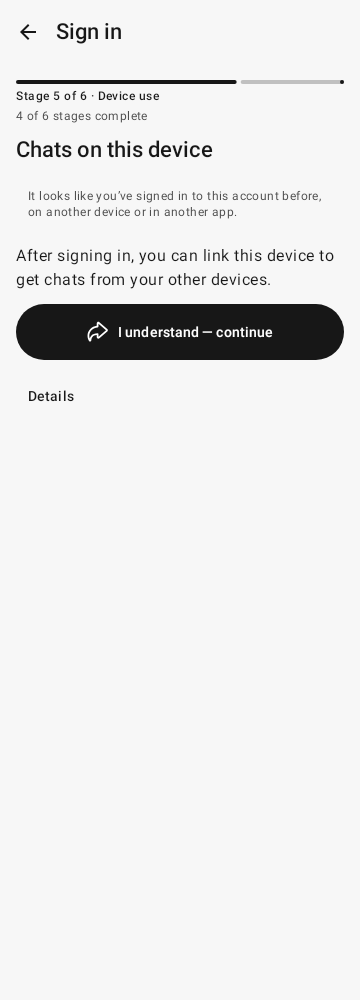 Sign in
Stage 5 of 6 · Device use
4 of 6 stages complete
Chats on this device
It looks like you’ve signed in to this account before,
on another device or in another app.
After signing in, you can link this device to
get chats from your other devices.
I understand — continue
Details